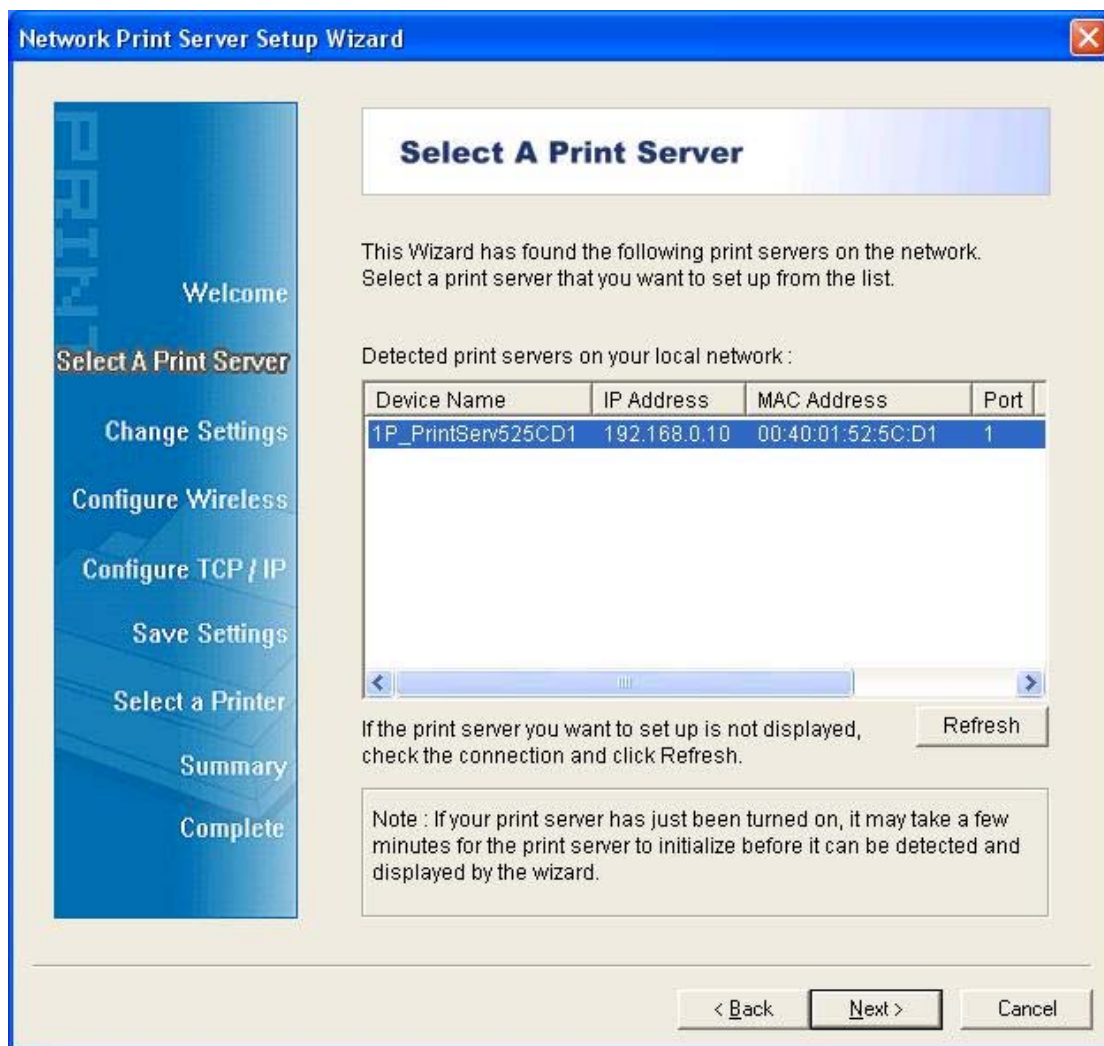 Network Print Server Setup Wizard
PRINT
Welcome
Select A Print Server
Change Settings
Configure Wireless
Configure TCP / IP
Save Settings
Select a Printer
Summary
Complete
Select A Print Server
This Wizard has found the following print servers on the network.
Select a print server that you want to set up from the list.
Detected print servers on your local network :
Device Name IP Address MAC Address Port
1P_PrintServ525CD1 192.168.0.10 00:40:01:52:5C:D1 1
If the print server you want to set up is not displayed,
check the connection and click Refresh.
Refresh
Note : If your print server has just been turned on, it may take a few
minutes for the print server to initialize before it can be detected and
displayed by the wizard.
< Back Next > Cancel